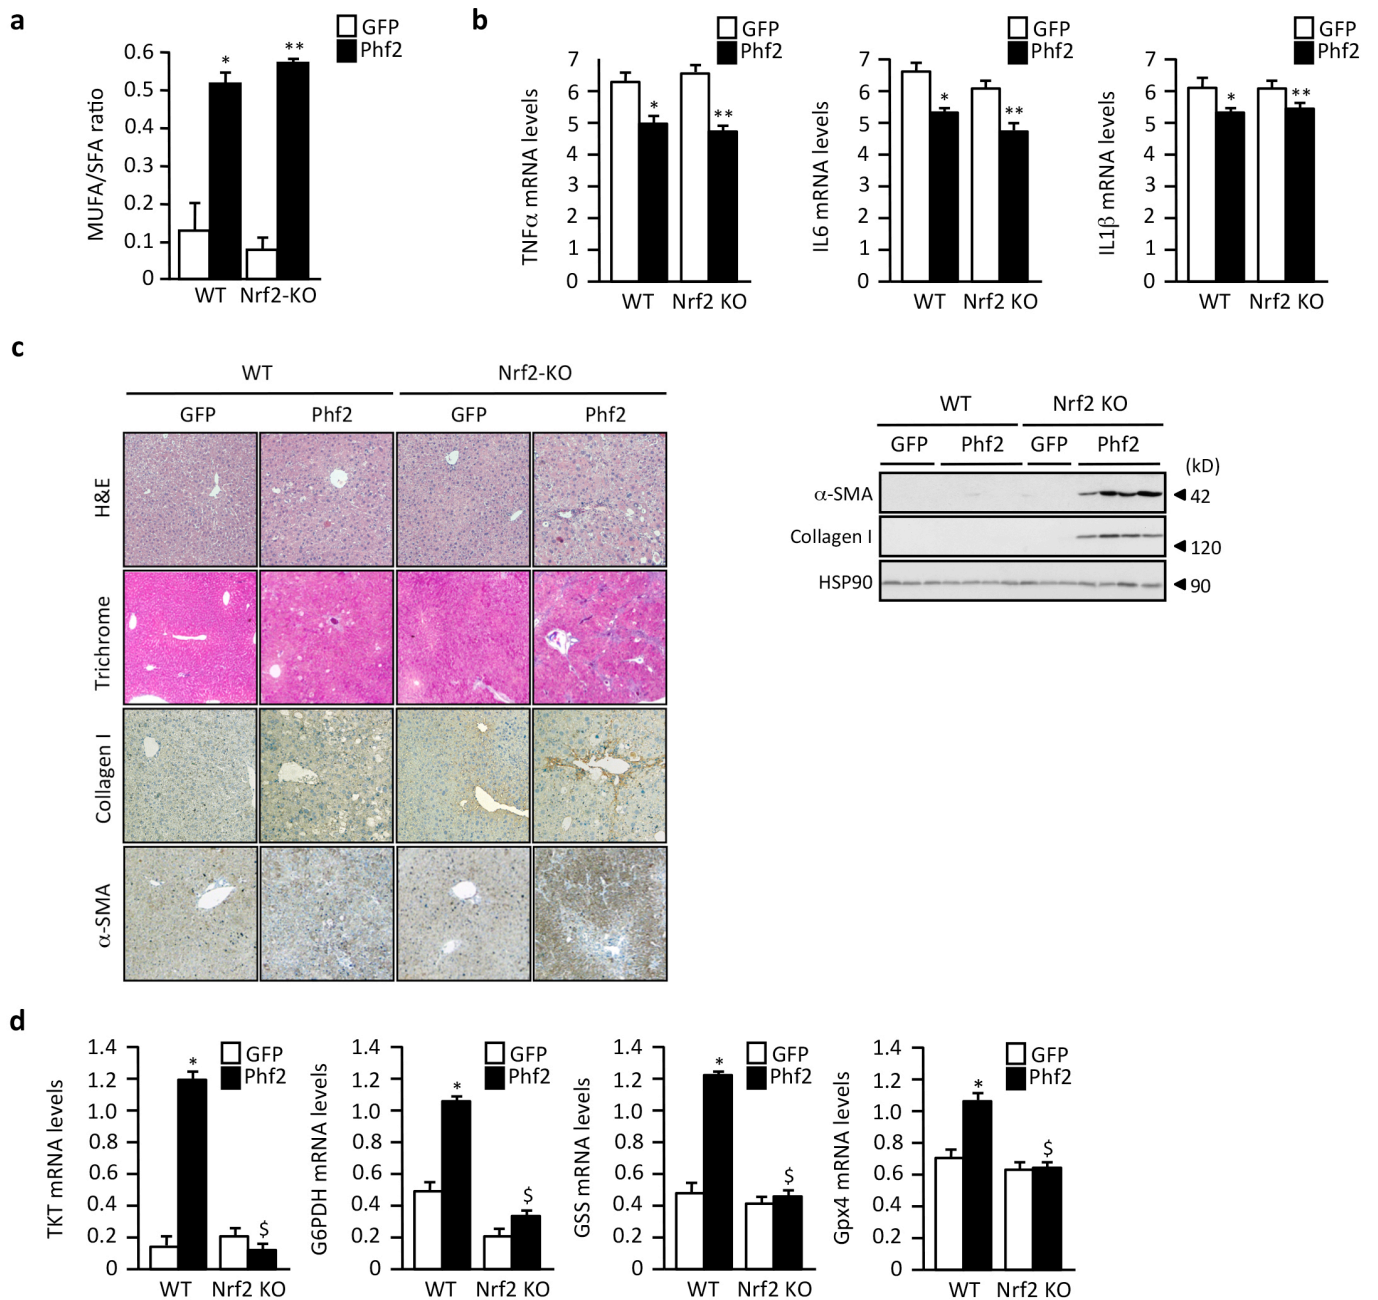 a
GFP
Phf2
MUFA/SFA ratio
0.6
0.5
0.4
0.3
0.2
0.1
0
*
**
WT Nrf2-KO
b
GFP
Phf2
TNFα mRNA levels
7
6
5
4
3
2
1
0
*
**
WT Nrf2 KO
GFP
Phf2
IL6 mRNA levels
7
6
5
4
3
2
1
0
*
**
WT Nrf2 KO
GFP
Phf2
IL1β mRNA levels
7
6
5
4
3
2
1
0
*
**
WT Nrf2 KO
c
WT Nrf2-KO
GFP Phf2 GFP Phf2
H&E
Trichrome
Collagen I
α-SMA
WT Nrf2 KO
GFP Phf2 GFP Phf2
(kD)
α-SMA 42
Collagen I 120
HSP90 90
d
GFP
Phf2
TKT mRNA levels
1.4
1.2
1.0
0.8
0.6
0.4
0.2
0
*
$
WT Nrf2 KO
GFP
Phf2
G6PDH mRNA levels
1.4
1.2
1.0
0.8
0.6
0.4
0.2
0
*
$
WT Nrf2 KO
GFP
Phf2
GSS mRNA levels
1.4
1.2
1.0
0.8
0.6
0.4
0.2
0
*
$
WT Nrf2 KO
GFP
Phf2
Gpx4 mRNA levels
1.4
1.2
1.0
0.8
0.6
0.4
0.2
0
*
$
WT Nrf2 KO